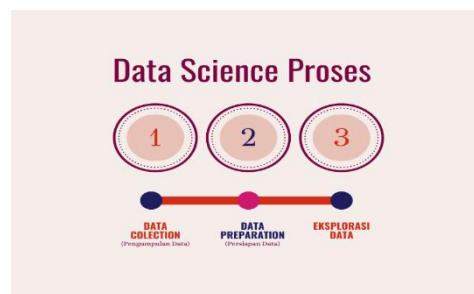 Data Science Proses
1 2 3
DATA
COLECTION
(Pengumpulan Data)
DATA
PREPARATION
(Persiapan Data)
EKSPLORASI
DATA